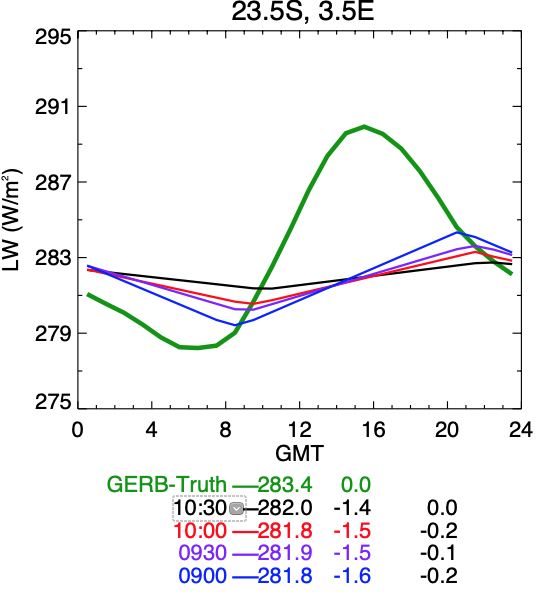 23.5S, 3.5E
295
291
287
283
279
275
LW (W/m²)
0 4 8 12 16 20 24
GMT
GERB-Truth 283.4 0.0
10:30 282.0 -1.4 0.0
10:00 281.8 -1.5 -0.2
0930 281.9 -1.5 -0.1
0900 281.8 -1.6 -0.2